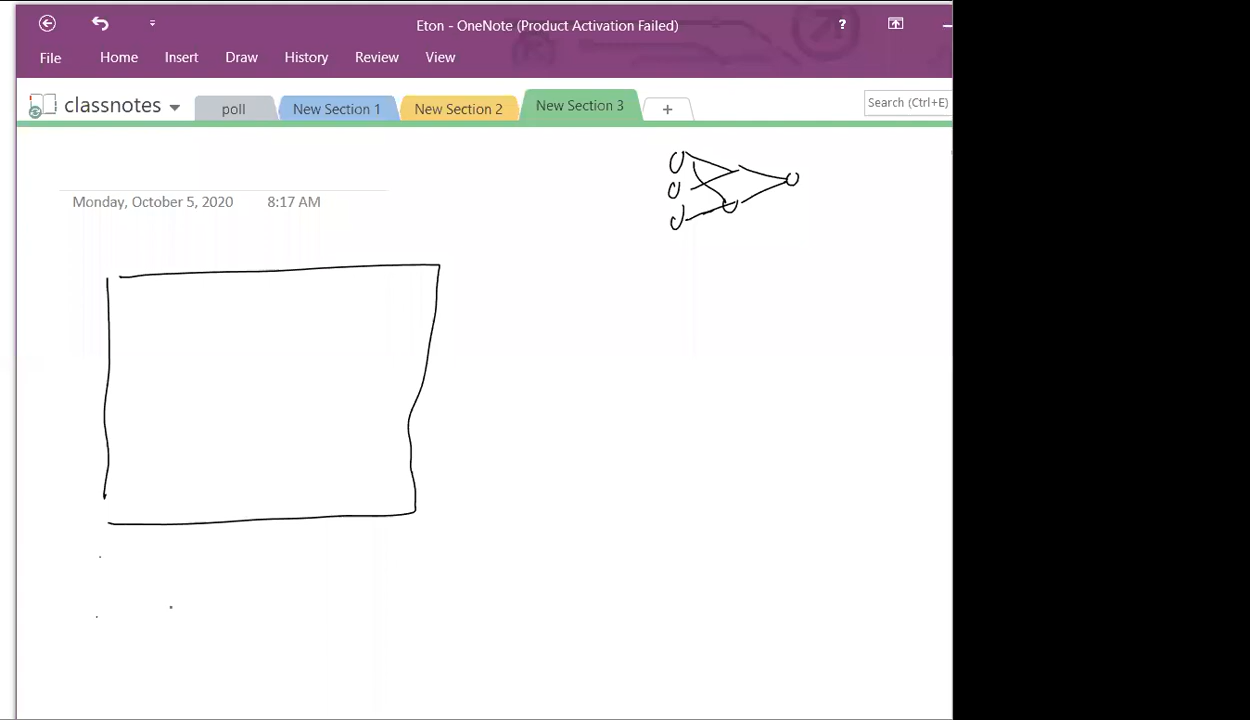 Eton - OneNote (Product Activation Failed) ?
File Home Insert Draw History Review View
classnotes poll New Section 1 New Section 2 New Section 3 + Search (Ctrl+E)
Monday, October 5, 2020 8:17 AM